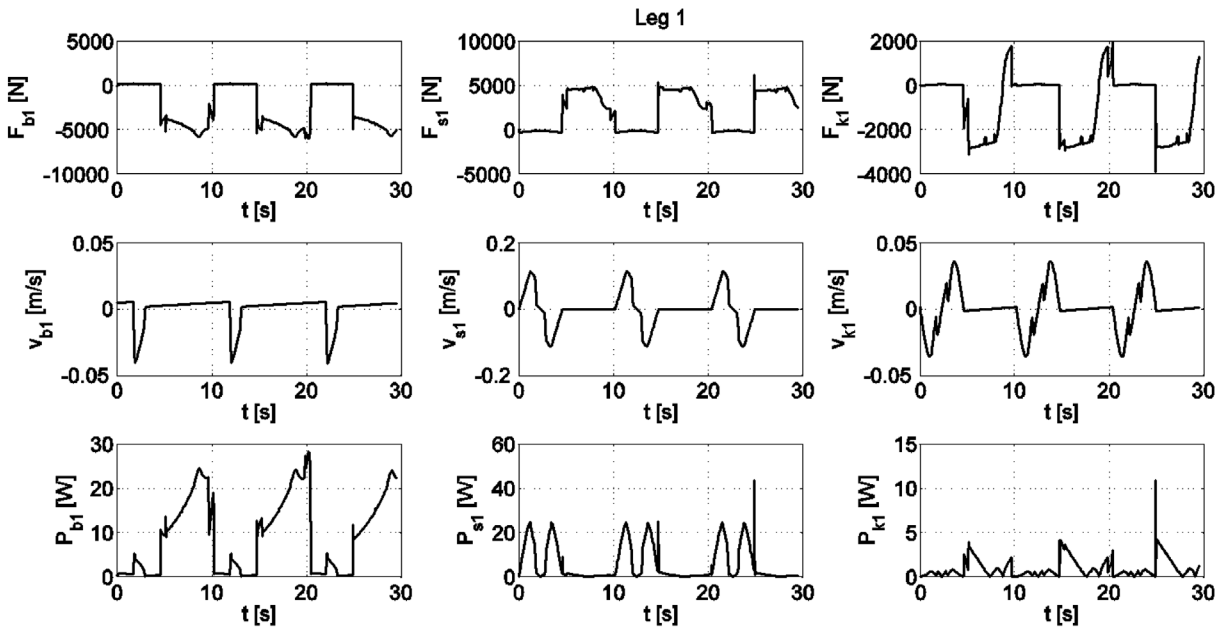 Leg 1
5000
0
-5000
-10000
F_b1 [N]
0 10 20 30
t [s]
10000
5000
0
-5000
F_s1 [N]
0 10 20 30
t [s]
2000
0
-2000
-4000
F_k1 [N]
0 10 20 30
t [s]
0.05
0
-0.05
v_b1 [m/s]
0 10 20 30
t [s]
0.2
0
-0.2
v_s1 [m/s]
0 10 20 30
t [s]
0.05
0
0.05
v_k1 [m/s]
0 10 20 30
t [s]
30
20
10
0
P_b1 [W]
0 10 20 30
t [s]
60
40
20
0
P_s1 [W]
0 10 20 30
t [s]
15
10
5
0
P_k1 [W]
0 10 20 30
t [s]